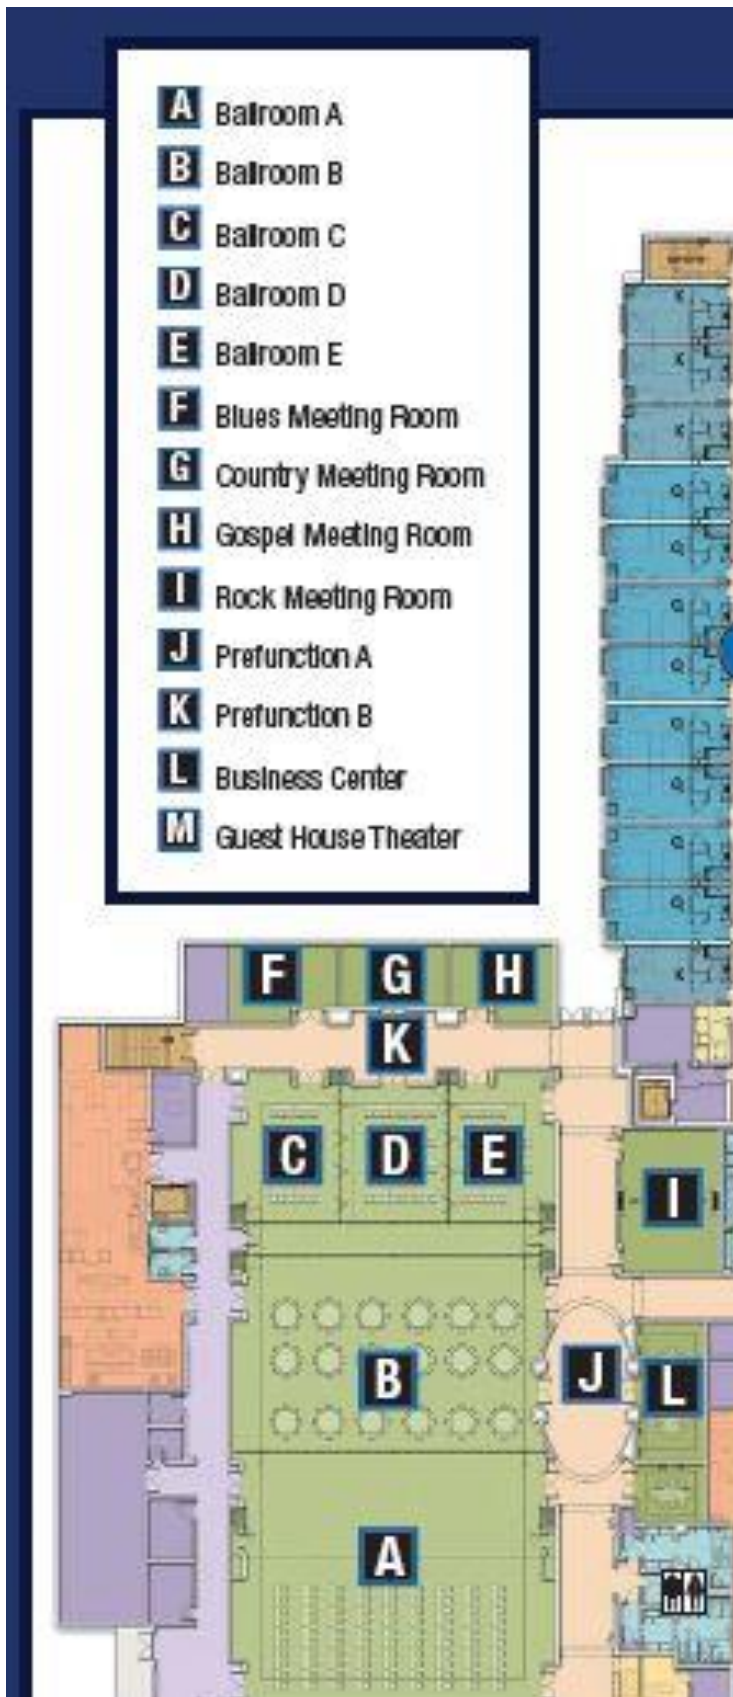 A Ballroom A
B Ballroom B
C Ballroom C
D Ballroom D
E Ballroom E
F Blues Meeting Room
G Country Meeting Room
H Gospel Meeting Room
I Rock Meeting Room
J Prefunction A
K Prefunction B
L Business Center
M Guest House Theater
K
K
K
Q
Q
Q
Q
Q
Q
Q
Q
K
F G H
K
C D E
I
B J L
A